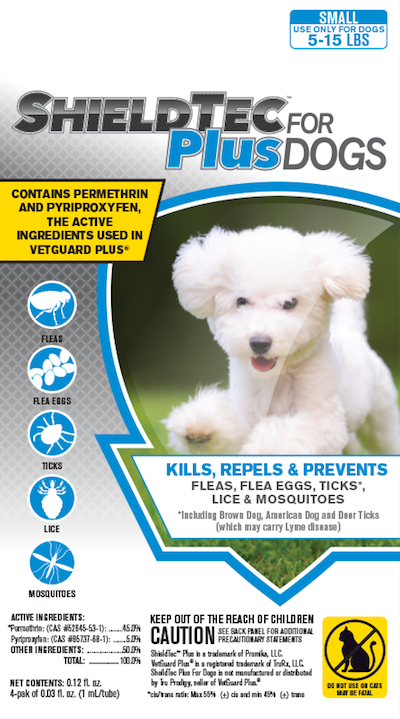 SMALL
USE ONLY FOR DOGS
5-15 LBS
SHIELDTEC™ FOR
Plus DOGS
CONTAINS PERMETHRIN
AND PYRIPROXYFEN,
THE ACTIVE
INGREDIENTS USED IN
VETGUARD PLUS®
FLEAS
FLEA EGGS
TICKS
LICE
MOSQUITOES
KILLS, REPELS & PREVENTS
FLEAS, FLEA EGGS, TICKS*,
LICE & MOSQUITOES
*Including Brown Dog, American Dog and Deer Ticks
(which may carry Lyme disease)
ACTIVE INGREDIENTS:
*Permethrin: (CAS #52645-53-1): .......45.0%
Pyriproxyfen: (CAS #95737-68-1): .....5.0%
OTHER INGREDIENTS: ................50.0%
TOTAL: ................100.0%
NET CONTENTS: 0.12 fl. oz.
4-pak of 0.03 fl. oz. (1 mL/tube)
KEEP OUT OF THE REACH OF CHILDREN
CAUTION SEE BACK PANEL FOR ADDITIONAL
PRECAUTIONARY STATEMENTS
ShieldTec™ Plus is a trademark of Promika, LLC.
VetGuard Plus® is a registered trademark of TruRx, LLC.
ShieldTec Plus For Dogs is not manufactured or distributed
by Tru Prodigy, seller of VetGuard Plus.®
*cis/trans ratio: Max 55% (±) cis and min 45% (±) trans
DO NOT USE ON CATS
MAY BE FATAL